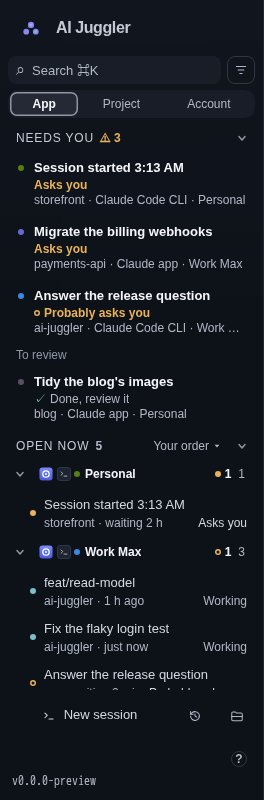 AI Juggler
Search ⌘K
App Project Account
NEEDS YOU 3
Session started 3:13 AM
Asks you
storefront · Claude Code CLI · Personal
Migrate the billing webhooks
Asks you
payments-api · Claude app · Work Max
Answer the release question
Probably asks you
ai-juggler · Claude Code CLI · Work …
To review
Tidy the blog's images
✓ Done, review it
blog · Claude app · Personal
OPEN NOW 5 Your order
Personal 1 1
Session started 3:13 AM
storefront · waiting 2 h Asks you
Work Max 1 3
feat/read-model
ai-juggler · 1 h ago Working
Fix the flaky login test
ai-juggler · just now Working
Answer the release question
New session
?
v0.0.0-preview